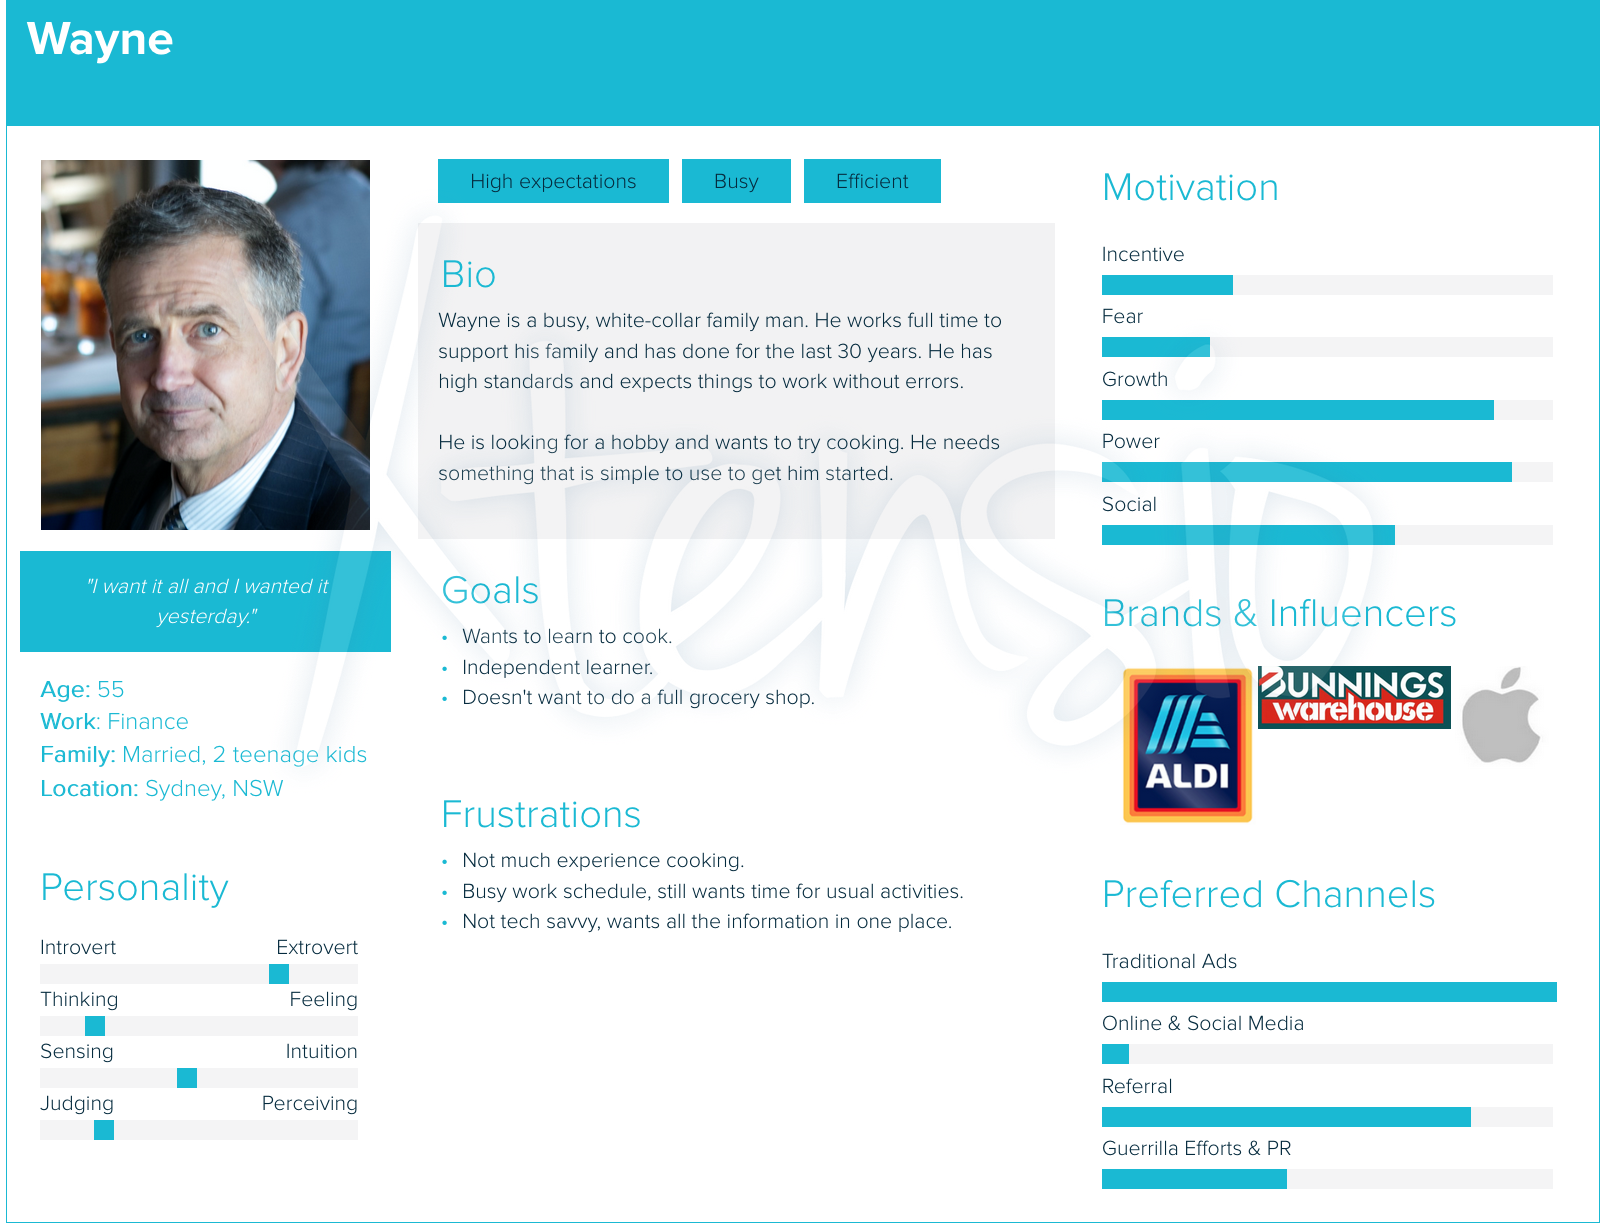 Wayne
"I want it all and I wanted it
yesterday."
Age: 55
Work: Finance
Family: Married, 2 teenage kids
Location: Sydney, NSW
Personality
Introvert Extrovert
Thinking Feeling
Sensing Intuition
Judging Perceiving
High expectations Busy Efficient
Bio
Wayne is a busy, white-collar family man. He works full time to
support his family and has done for the last 30 years. He has
high standards and expects things to work without errors.
He is looking for a hobby and wants to try cooking. He needs
something that is simple to use to get him started.
Goals
• Wants to learn to cook.
• Independent learner.
• Doesn't want to do a full grocery shop.
Frustrations
• Not much experience cooking.
• Busy work schedule, still wants time for usual activities.
• Not tech savvy, wants all the information in one place.
Motivation
Incentive
Fear
Growth
Power
Social
Brands & Influencers
ALDI
BUNNINGS
warehouse
Preferred Channels
Traditional Ads
Online & Social Media
Referral
Guerrilla Efforts & PR
Xtensio